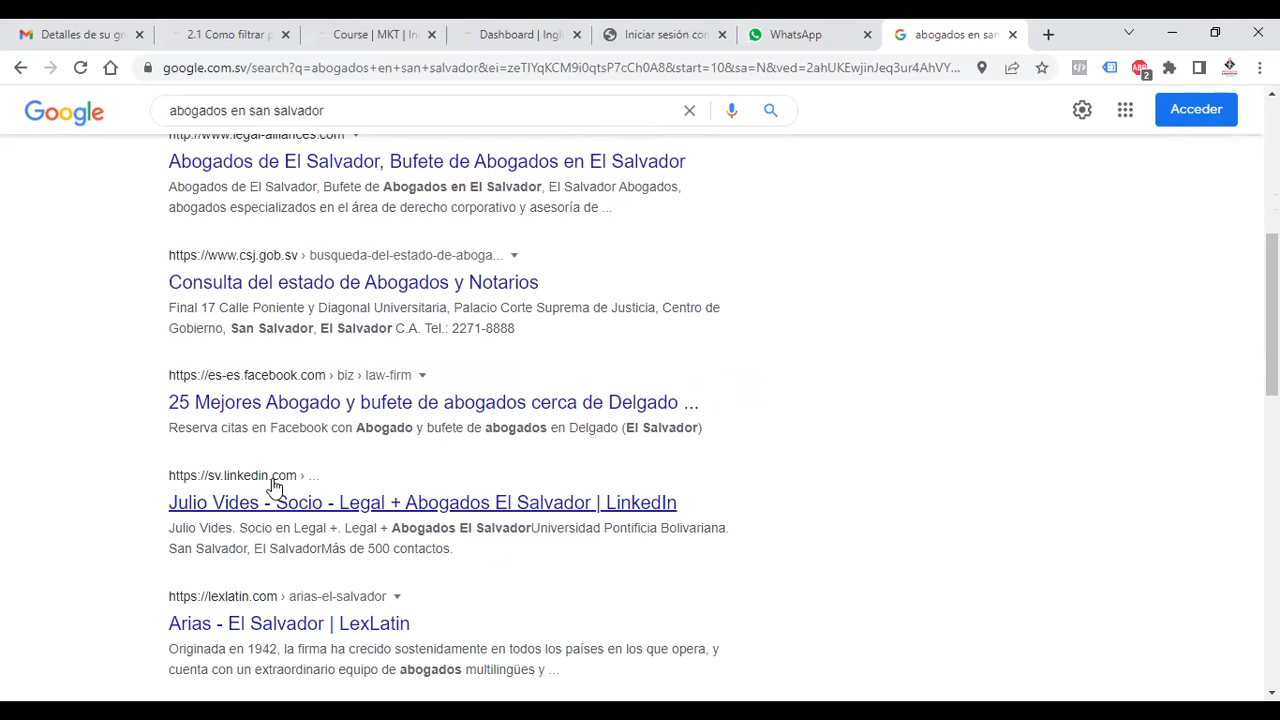 Detalles de su gr
2.1 Como filtrar p
Course | MKT | In
Dashboard | Ingl
Iniciar sesión con
WhatsApp
abogados en san
google.com.sv/search?q=abogados+en+san+salvador&ei=zeTIYqKCM9i0qtsP7cCh0A8&start=10&sa=N&ved=2ahUKEwjinJeq3ur4AhVY...
2
Google
abogados en san salvador
Acceder
http://www.legal-alliances.com
Abogados de El Salvador, Bufete de Abogados en El Salvador
Abogados de El Salvador, Bufete de Abogados en El Salvador, El Salvador Abogados,
abogados especializados en el área de derecho corporativo y asesoría de ...
https://www.csj.gob.sv › busqueda-del-estado-de-aboga...
Consulta del estado de Abogados y Notarios
Final 17 Calle Poniente y Diagonal Universitaria, Palacio Corte Suprema de Justicia, Centro de
Gobierno, San Salvador, El Salvador C.A. Tel.: 2271-8888
https://es-es.facebook.com › biz › law-firm
25 Mejores Abogado y bufete de abogados cerca de Delgado ...
Reserva citas en Facebook con Abogado y bufete de abogados en Delgado (El Salvador)
https://sv.linkedin.com › ...
Julio Vides - Socio - Legal + Abogados El Salvador | LinkedIn
Julio Vides. Socio en Legal +. Legal + Abogados El SalvadorUniversidad Pontificia Bolivariana.
San Salvador, El SalvadorMás de 500 contactos.
https://lexlatin.com › arias-el-salvador
Arias - El Salvador | LexLatin
Originada en 1942, la firma ha crecido sostenidamente en todos los países en los que opera, y
cuenta con un extraordinario equipo de abogados multilingües y ...